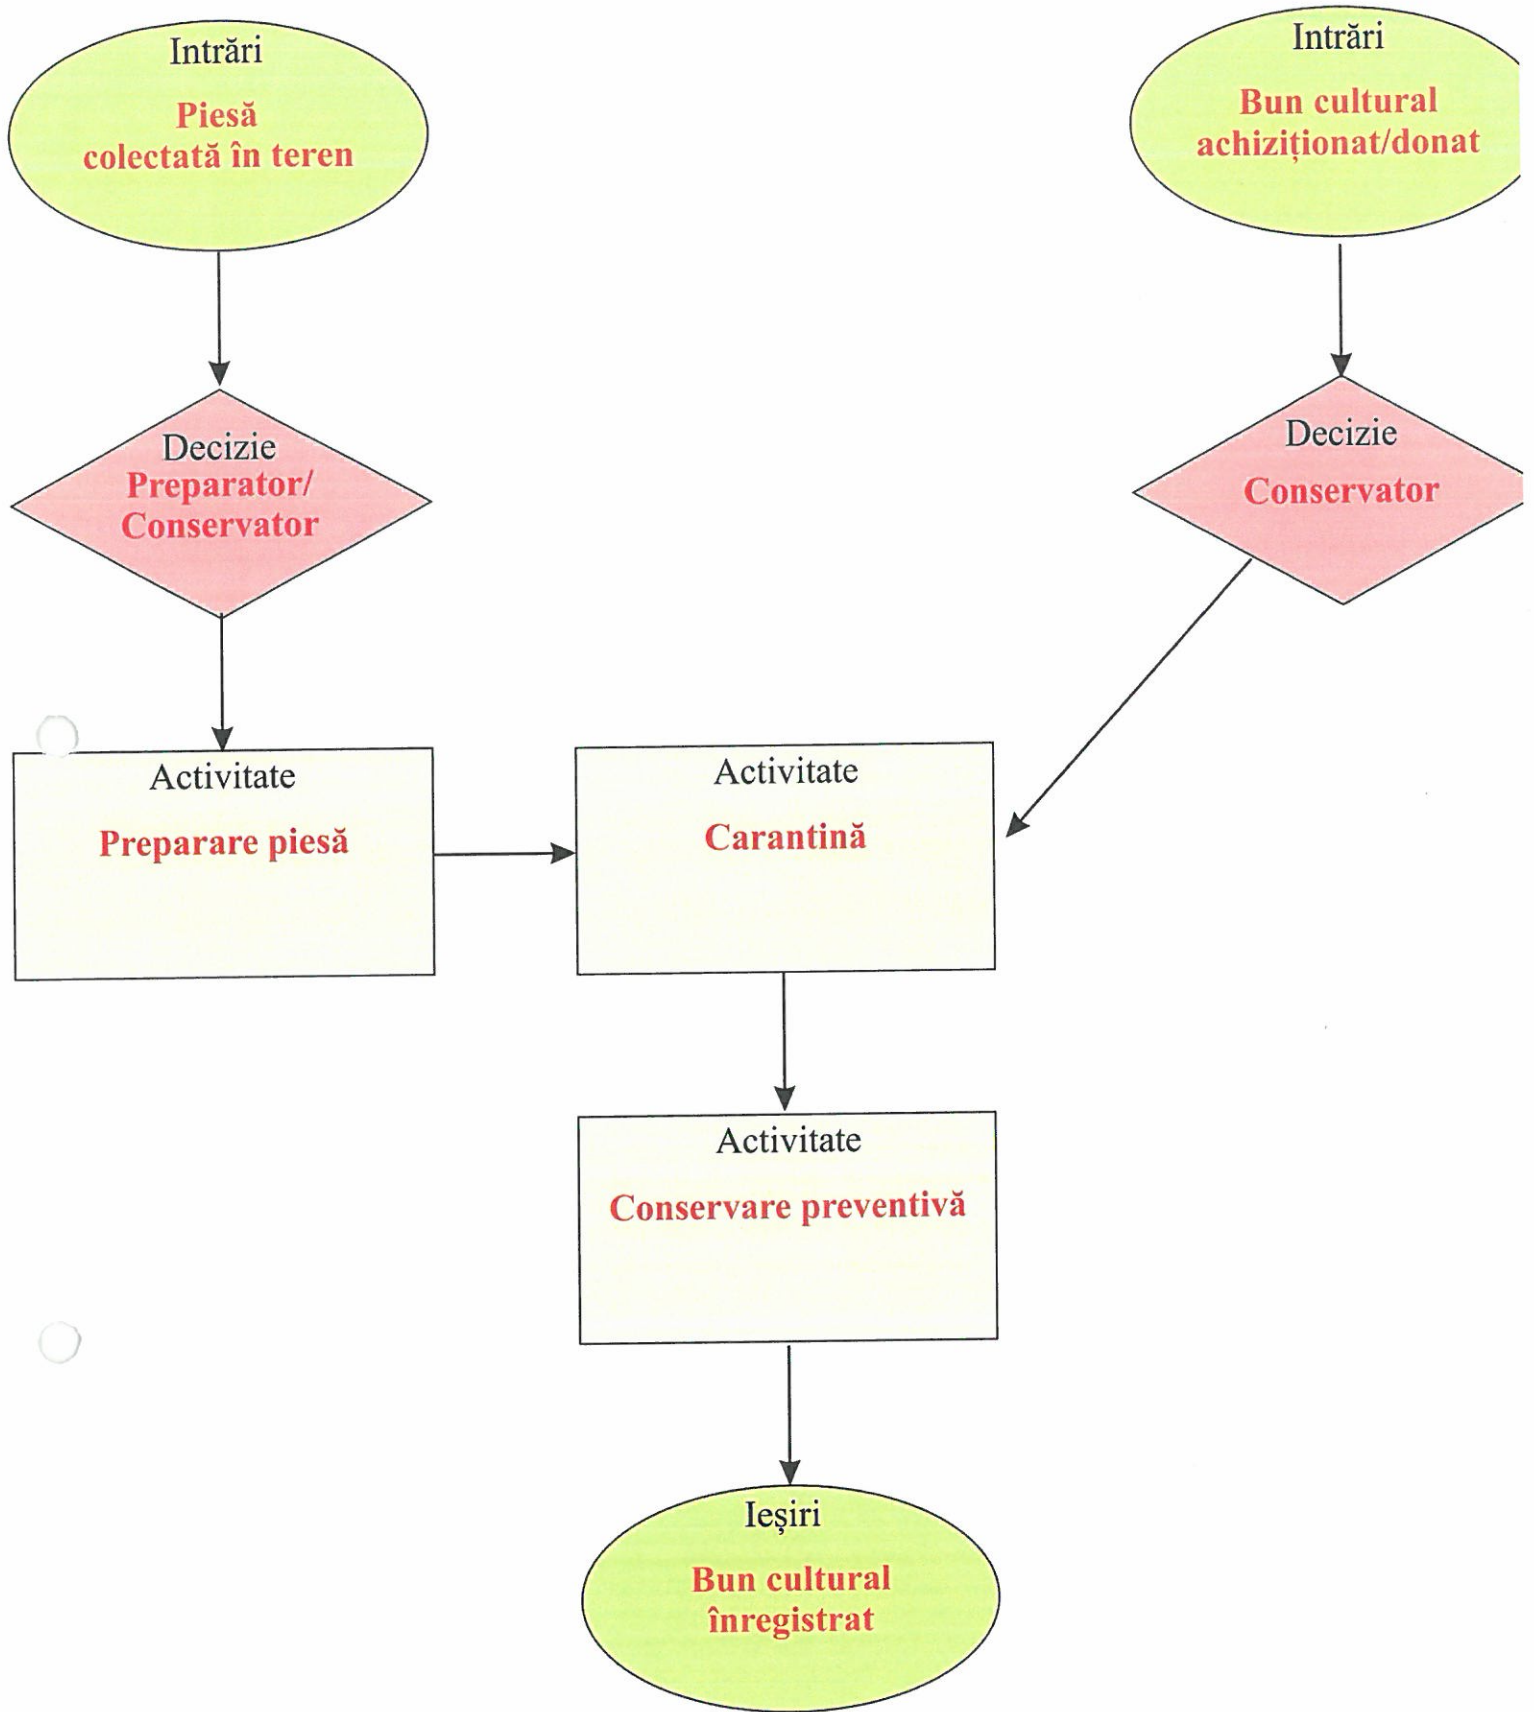 Intrări
Piesă
colectată în teren
Intrări
Bun cultural
achiziționat/donat
Decizie
Preparator/
Conservator
Decizie
Conservator
Activitate
Preparare piesă
Activitate
Carantină
Activitate
Conservare preventivă
Ieșiri
Bun cultural
înregistrat